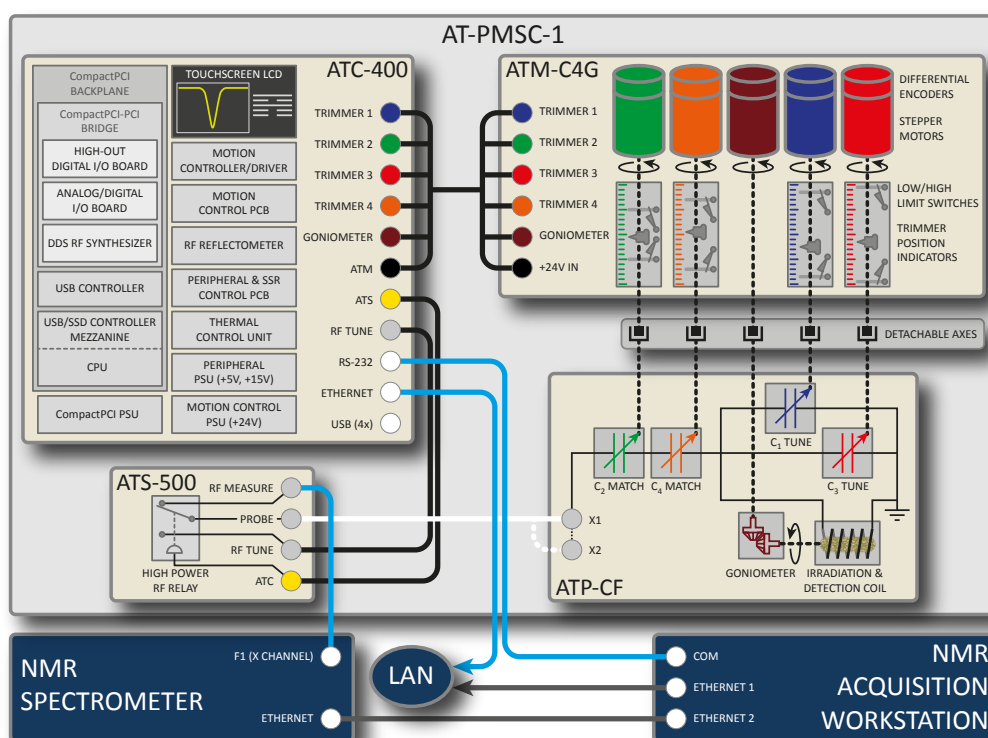 AT-PMSC-1
ATC-400
CompactPCI
BACKPLANE
CompactPCI-PCI
BRIDGE
HIGH-OUT
DIGITAL I/O BOARD
ANALOG/DIGITAL
I/O BOARD
DDS RF SYNTHESIZER
USB CONTROLLER
USB/SSD CONTROLLER
MEZZANINE
CPU
CompactPCI PSU
TOUCHSCREEN LCD
MOTION
CONTROLLER/DRIVER
MOTION
CONTROL PCB
RF REFLECTOMETER
PERIPHERAL & SSR
CONTROL PCB
THERMAL
CONTROL UNIT
PERIPHERAL
PSU (+5V, +15V)
MOTION CONTROL
PSU (+24V)
TRIMMER 1
TRIMMER 2
TRIMMER 3
TRIMMER 4
GONIOMETER
ATM
ATS
RF TUNE
RS-232
ETHERNET
USB (4x)
ATM-C4G
TRIMMER 1
TRIMMER 2
TRIMMER 3
TRIMMER 4
GONIOMETER
+24V IN
DIFFERENTIAL
ENCODERS
STEPPER
MOTORS
LOW/HIGH
LIMIT SWITCHES
TRIMMER
POSITION
INDICATORS
DETACHABLE AXES
C1 TUNE
C2 MATCH
C4 MATCH
C3 TUNE
X1
X2
GONIOMETER
IRRADIATION &
DETECTION COIL
ATP-CF
ATS-500
RF MEASURE
PROBE
RF TUNE
ATC
HIGH POWER
RF RELAY
NMR
SPECTROMETER
F1 (X CHANNEL)
ETHERNET
LAN
COM
ETHERNET 1
ETHERNET 2
NMR
ACQUISITION
WORKSTATION